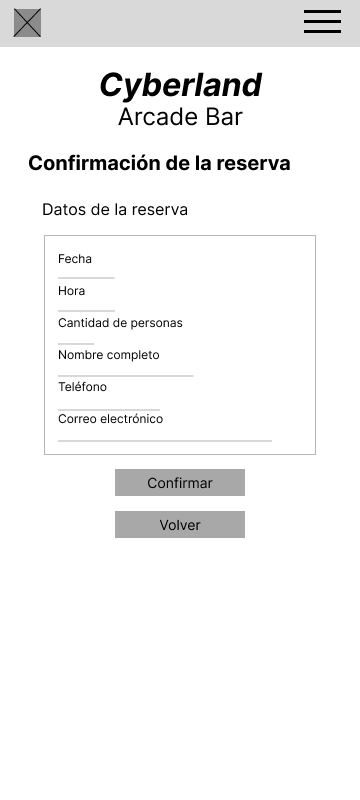 Cyberland
Arcade Bar
Confirmación de la reserva
Datos de la reserva
Fecha
Hora
Cantidad de personas
Nombre completo
Teléfono
Correo electrónico
Confirmar
Volver